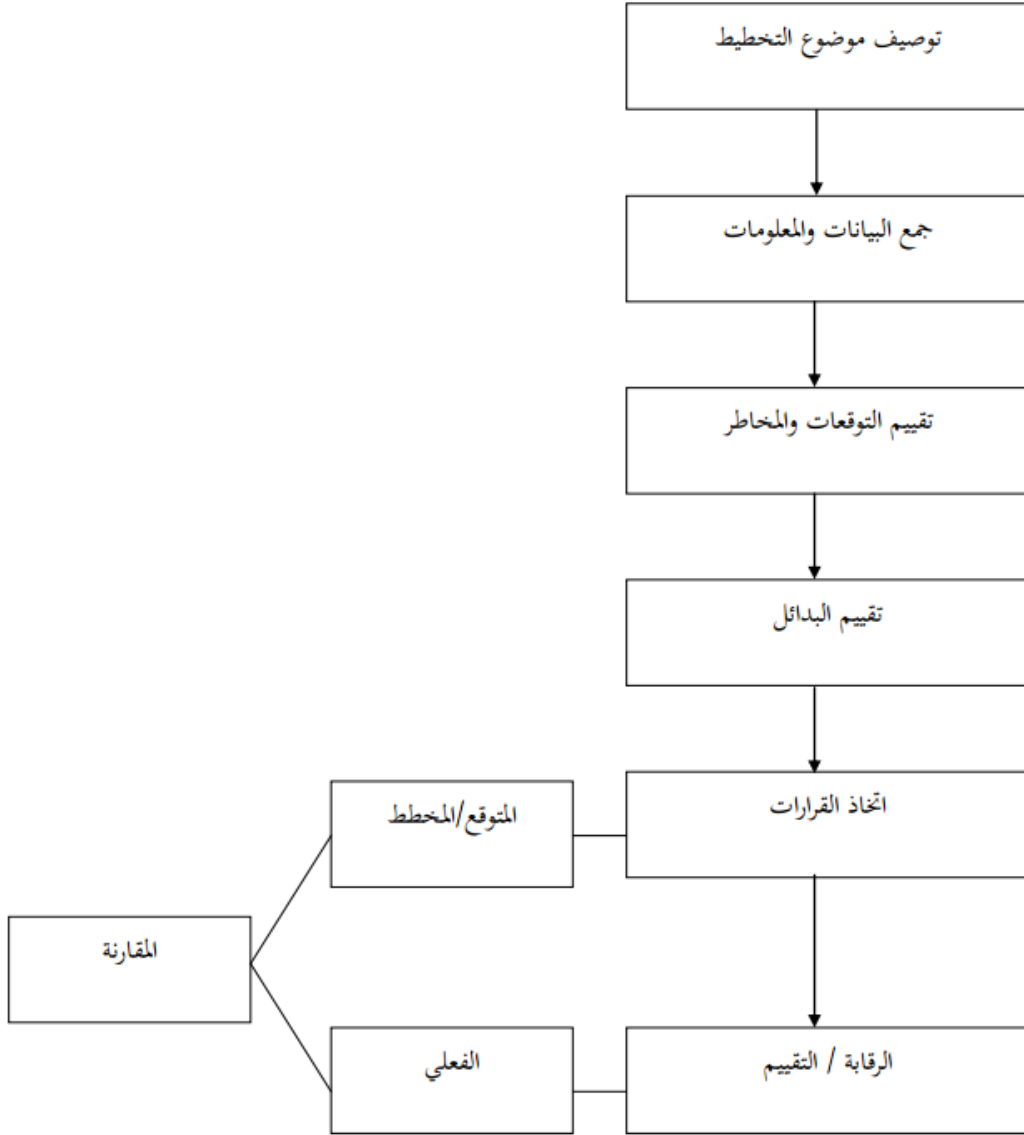 توصيف موضوع التخطيط
جمع البيانات والمعلومات
تقييم التوقعات والمخاطر
تقييم البدائل
اتخاذ القرارات
المتوقع/المخطط
المقارنة
الرقابة / التقييم
الفعلي